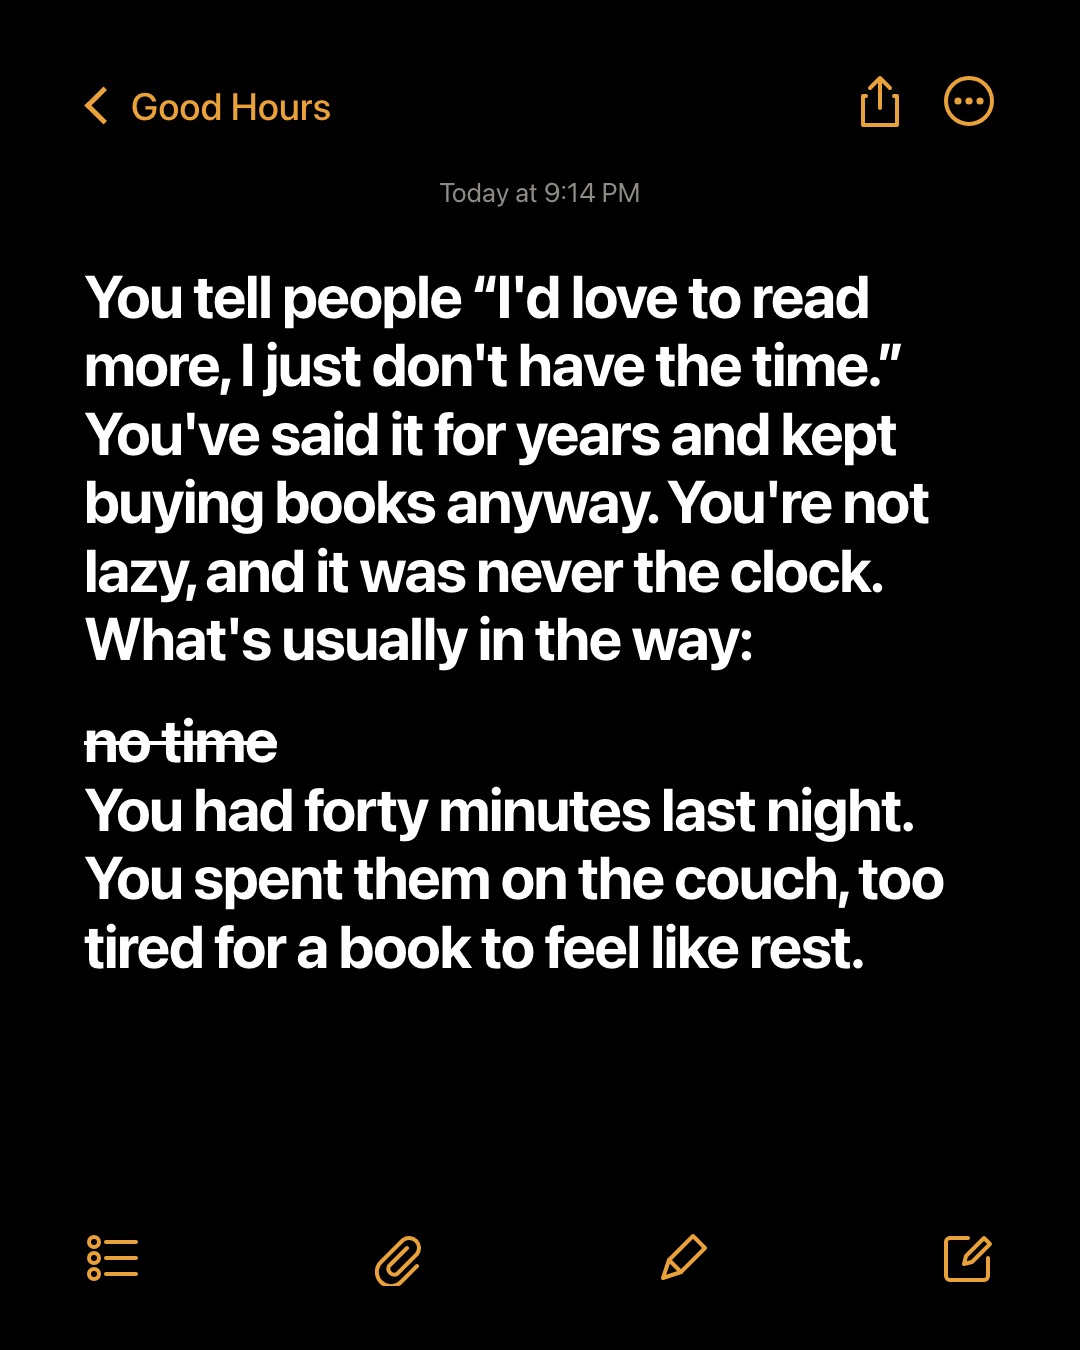 Good Hours
Today at 9:14 PM
You tell people “I'd love to read
more, I just don't have the time.”
You've said it for years and kept
buying books anyway. You're not
lazy, and it was never the clock.
What's usually in the way:
no time
You had forty minutes last night.
You spent them on the couch, too
tired for a book to feel like rest.